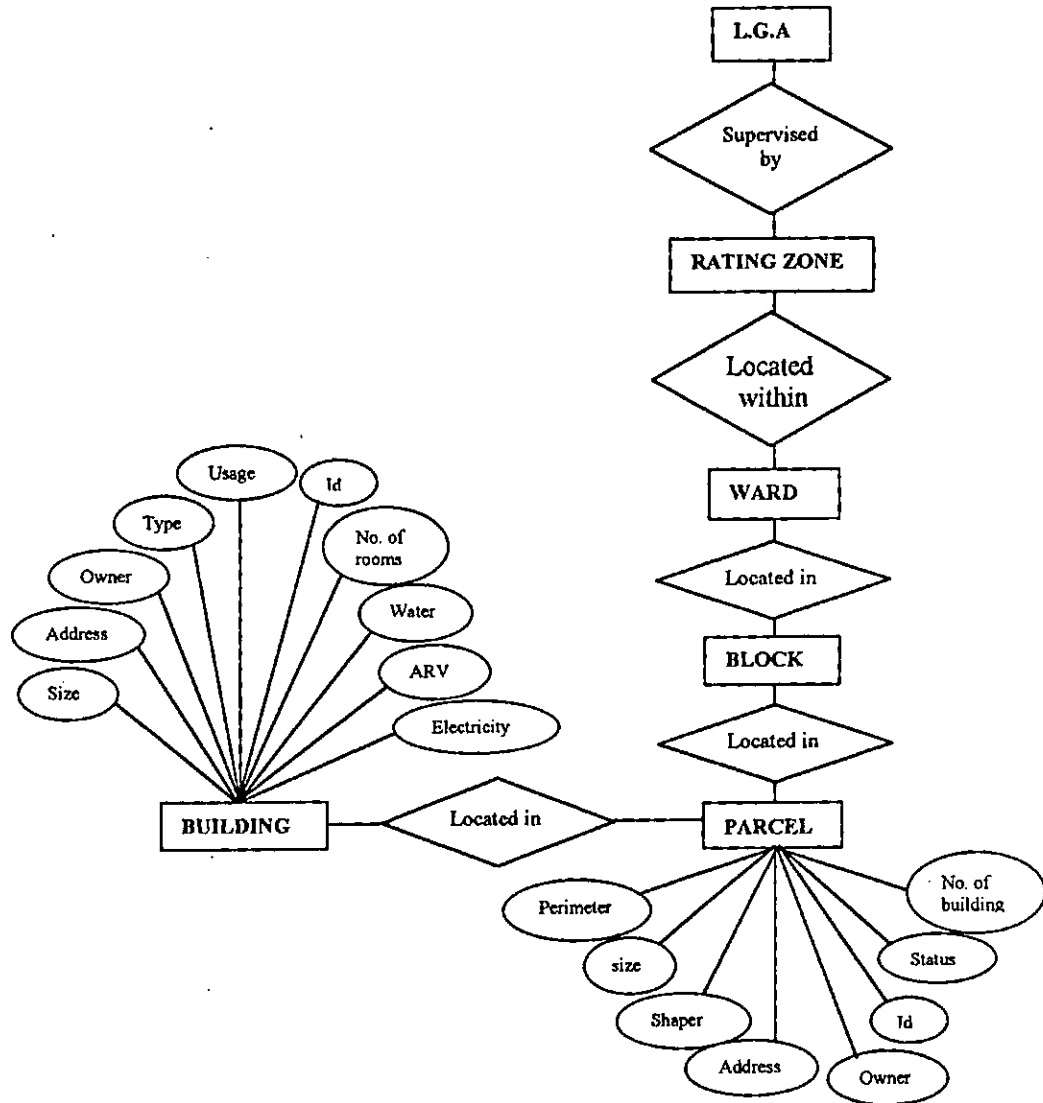 L.G.A
Supervised
by
RATING ZONE
Located
within
WARD
Located in
BLOCK
Located in
PARCEL
Located in
BUILDING
Usage
Id
Type
No. of
rooms
Owner
Water
Address
ARV
Size
Electricity
Perimeter
size
Shaper
Address
Owner
Id
Status
No. of
building